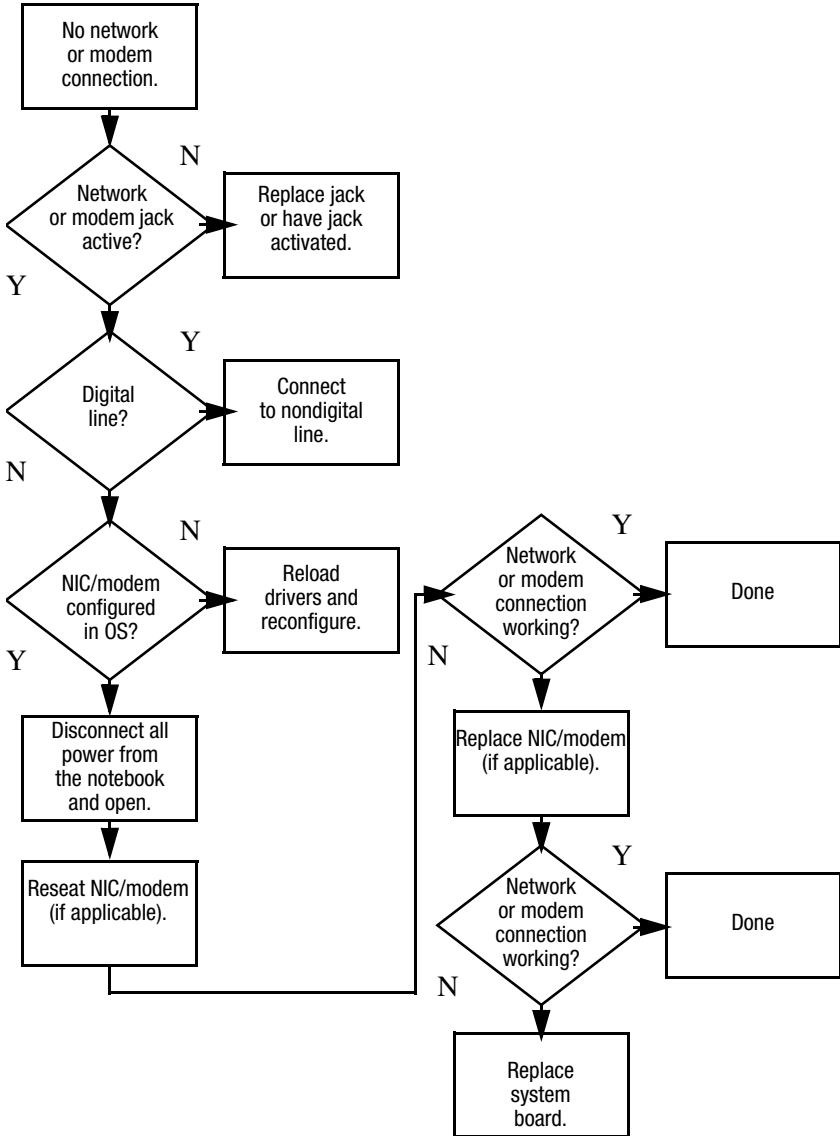 No network
or modem
connection.
N
Network
or modem jack
active?
Replace jack
or have jack
activated.
Y
Y
Digital
line?
Connect
to nondigital
line.
N
N
NIC/modem
configured
in OS?
Reload
drivers and
reconfigure.
Y
Disconnect all
power from
the notebook
and open.
Reseat NIC/modem
(if applicable).
Y
Network
or modem
connection
working?
Done
N
Replace NIC/modem
(if applicable).
Y
Network
or modem
connection
working?
Done
N
Replace
system
board.